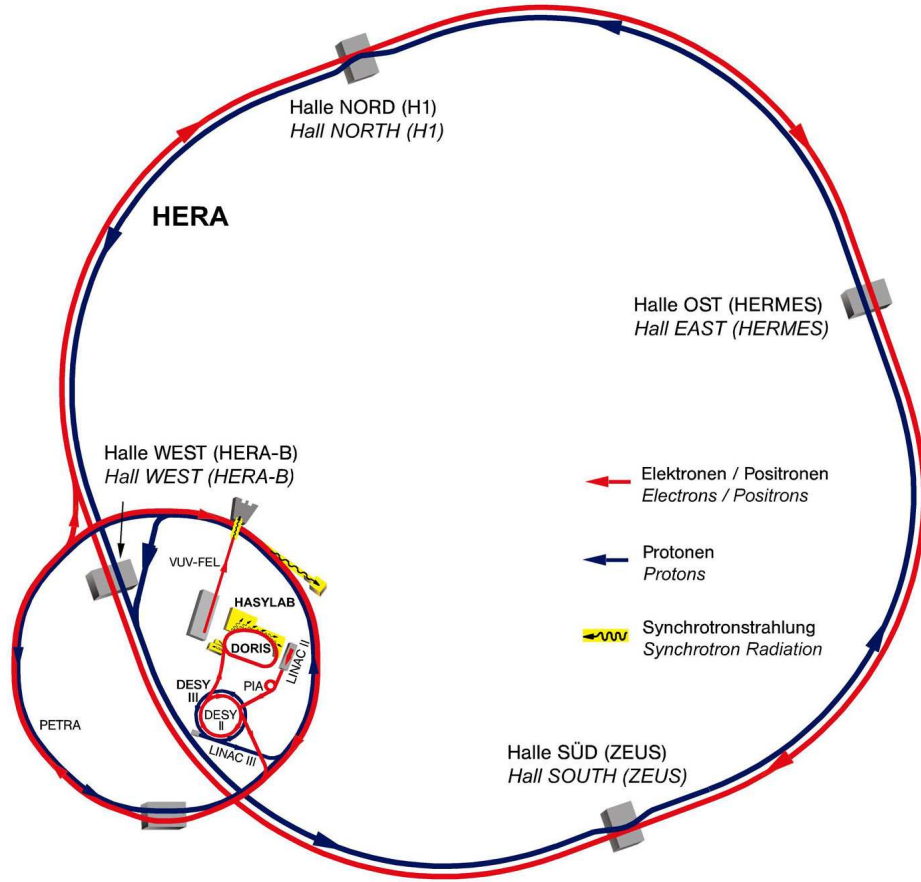 Halle NORD (H1)
Hall NORTH (H1)
HERA
Halle OST (HERMES)
Hall EAST (HERMES)
Halle WEST (HERA-B)
Hall WEST (HERA-B)
Elektronen / Positronen
Electrons / Positrons
Protonen
Protons
Synchrotronstrahlung
Synchrotron Radiation
VUV-FEL
HASYLAB
DORIS
LINAC II
PIA
DESY
III
DESY
II
LINAC III
PETRA
Halle SÜD (ZEUS)
Hall SOUTH (ZEUS)